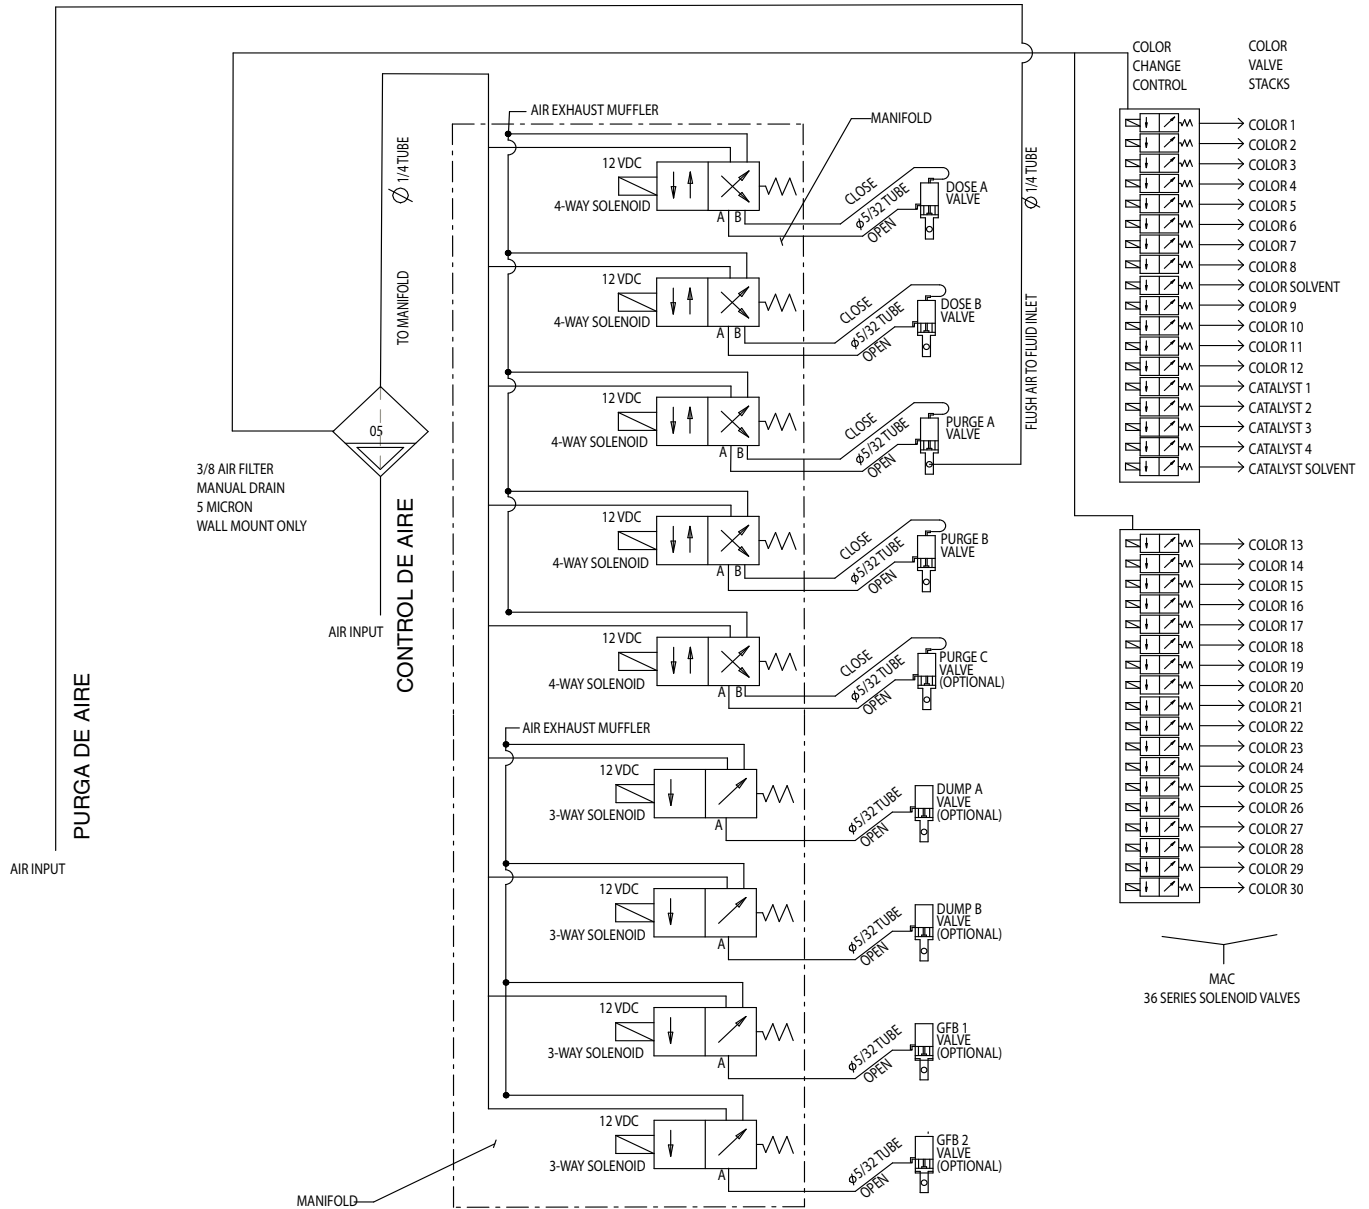 COLOR
CHANGE
CONTROL
COLOR
VALVE
STACKS
AIR EXHAUST MUFFLER
MANIFOLD
Ø 1/4 TUBE
TO MANIFOLD
12 VDC
4-WAY SOLENOID
A
B
CLOSE
ø5/32 TUBE
OPEN
DOSE A
VALVE
Ø 1/4 TUBE
FLUSH AIR TO FLUID INLET
12 VDC
4-WAY SOLENOID
A
B
CLOSE
ø5/32 TUBE
OPEN
DOSE B
VALVE
12 VDC
4-WAY SOLENOID
A
B
CLOSE
ø5/32 TUBE
OPEN
PURGE A
VALVE
05
3/8 AIR FILTER
MANUAL DRAIN
5 MICRON
WALL MOUNT ONLY
CONTROL DE AIRE
AIR INPUT
12 VDC
4-WAY SOLENOID
A
B
CLOSE
ø5/32 TUBE
OPEN
PURGE B
VALVE
12 VDC
4-WAY SOLENOID
A
B
CLOSE
ø5/32 TUBE
OPEN
PURGE C
VALVE
(OPTIONAL)
PURGA DE AIRE
AIR INPUT
AIR EXHAUST MUFFLER
12 VDC
3-WAY SOLENOID
A
ø5/32 TUBE
OPEN
DUMP A
VALVE
(OPTIONAL)
12 VDC
3-WAY SOLENOID
A
ø5/32 TUBE
OPEN
DUMP B
VALVE
(OPTIONAL)
12 VDC
3-WAY SOLENOID
A
ø5/32 TUBE
OPEN
GFB 1
VALVE
(OPTIONAL)
12 VDC
3-WAY SOLENOID
A
ø5/32 TUBE
OPEN
GFB 2
VALVE
(OPTIONAL)
MANIFOLD
COLOR 1
COLOR 2
COLOR 3
COLOR 4
COLOR 5
COLOR 6
COLOR 7
COLOR 8
COLOR SOLVENT
COLOR 9
COLOR 10
COLOR 11
COLOR 12
CATALYST 1
CATALYST 2
CATALYST 3
CATALYST 4
CATALYST SOLVENT
COLOR 13
COLOR 14
COLOR 15
COLOR 16
COLOR 17
COLOR 18
COLOR 19
COLOR 20
COLOR 21
COLOR 22
COLOR 23
COLOR 24
COLOR 25
COLOR 26
COLOR 27
COLOR 28
COLOR 29
COLOR 30
MAC
36 SERIES SOLENOID VALVES